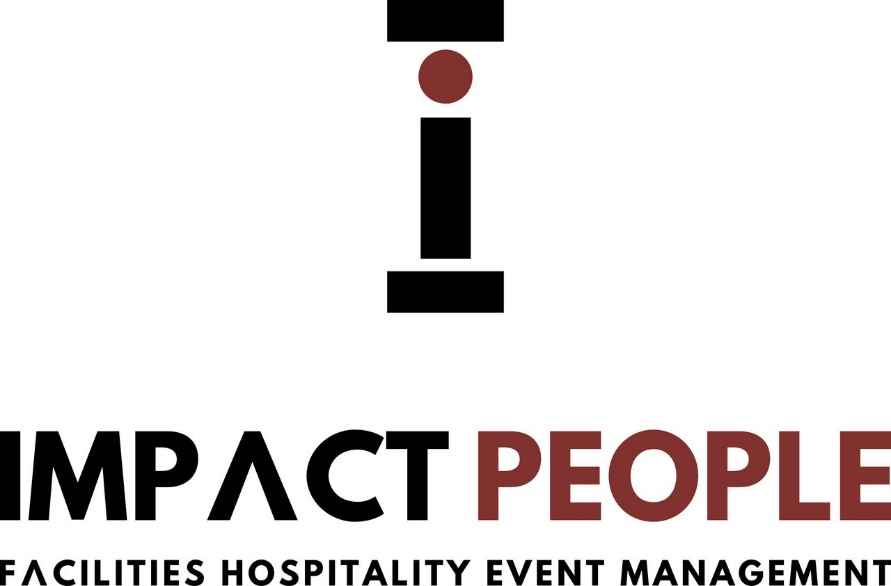 IMPACT PEOPLE
FACILITIES HOSPITALITY EVENT MANAGEMENT